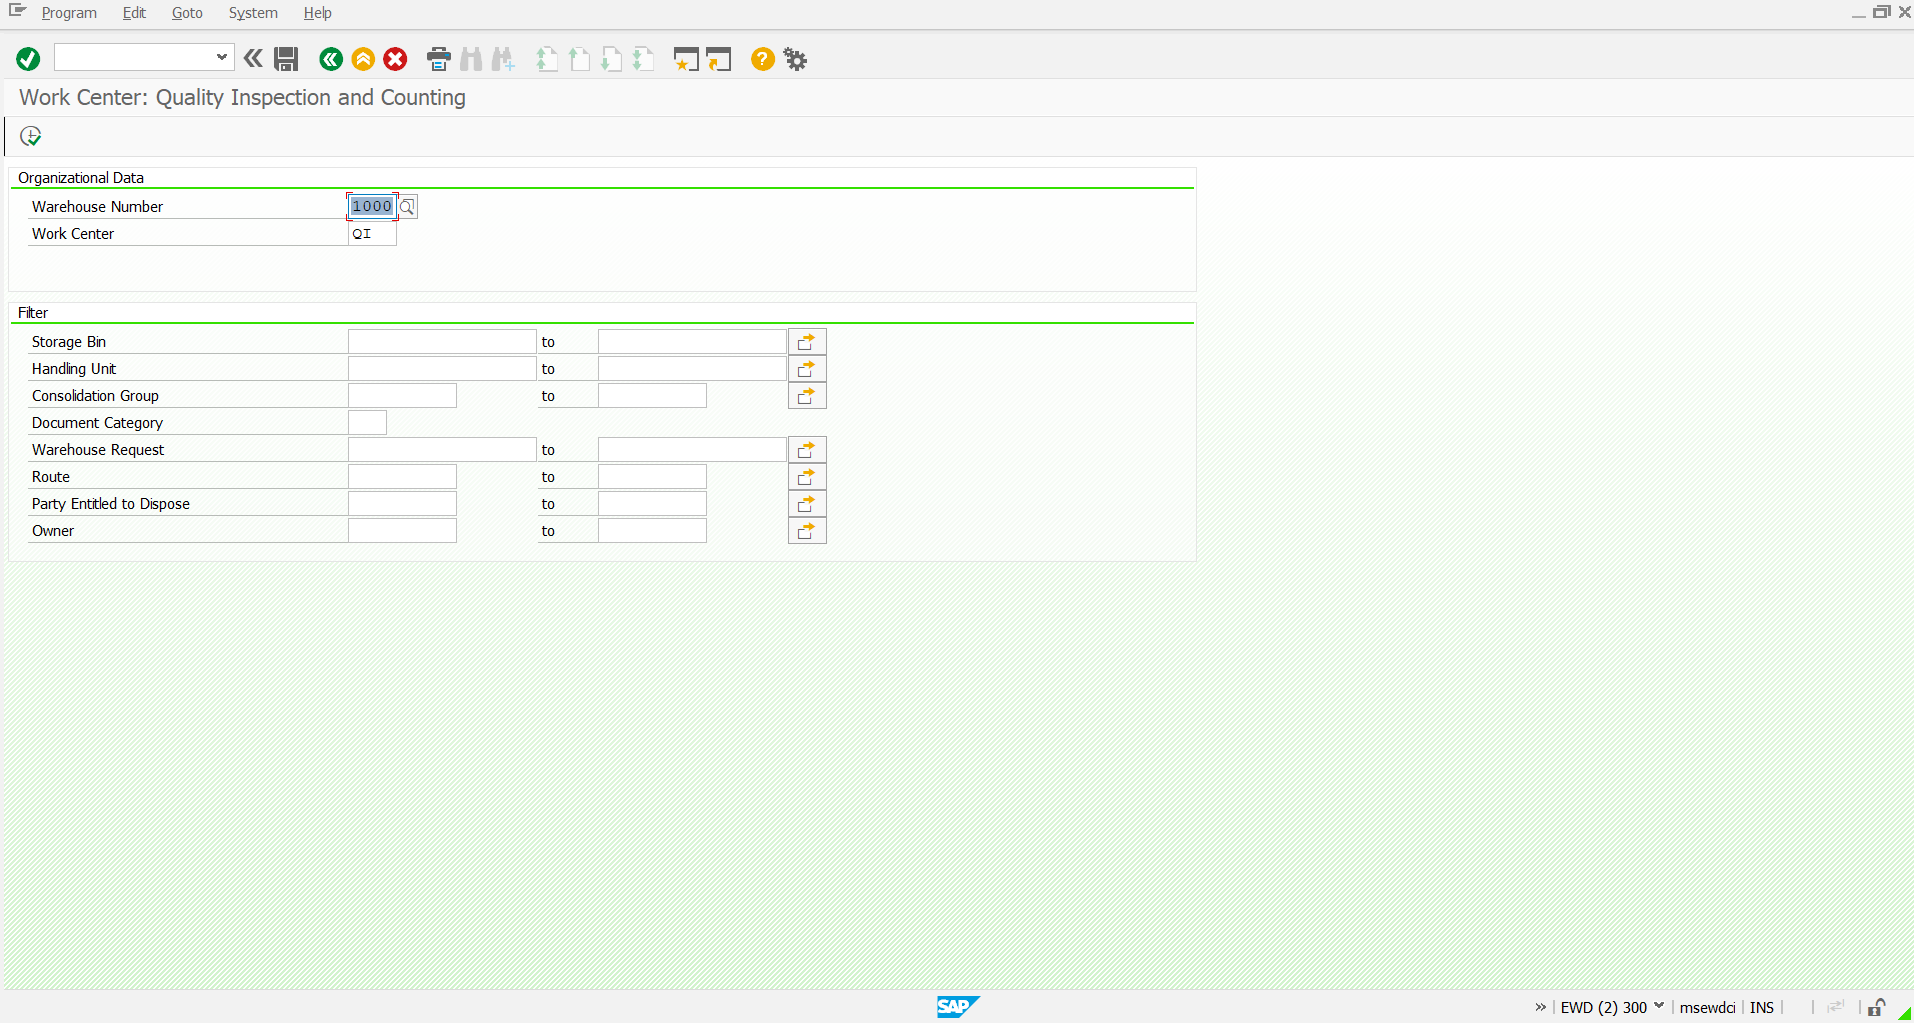 Program Edit Goto System Help
Work Center: Quality Inspection and Counting
Organizational Data
Warehouse Number 1000
Work Center QI
Filter
Storage Bin to
Handling Unit to
Consolidation Group to
Document Category
Warehouse Request to
Route to
Party Entitled to Dispose to
Owner to
SAP EWD (2) 300 msewdci INS